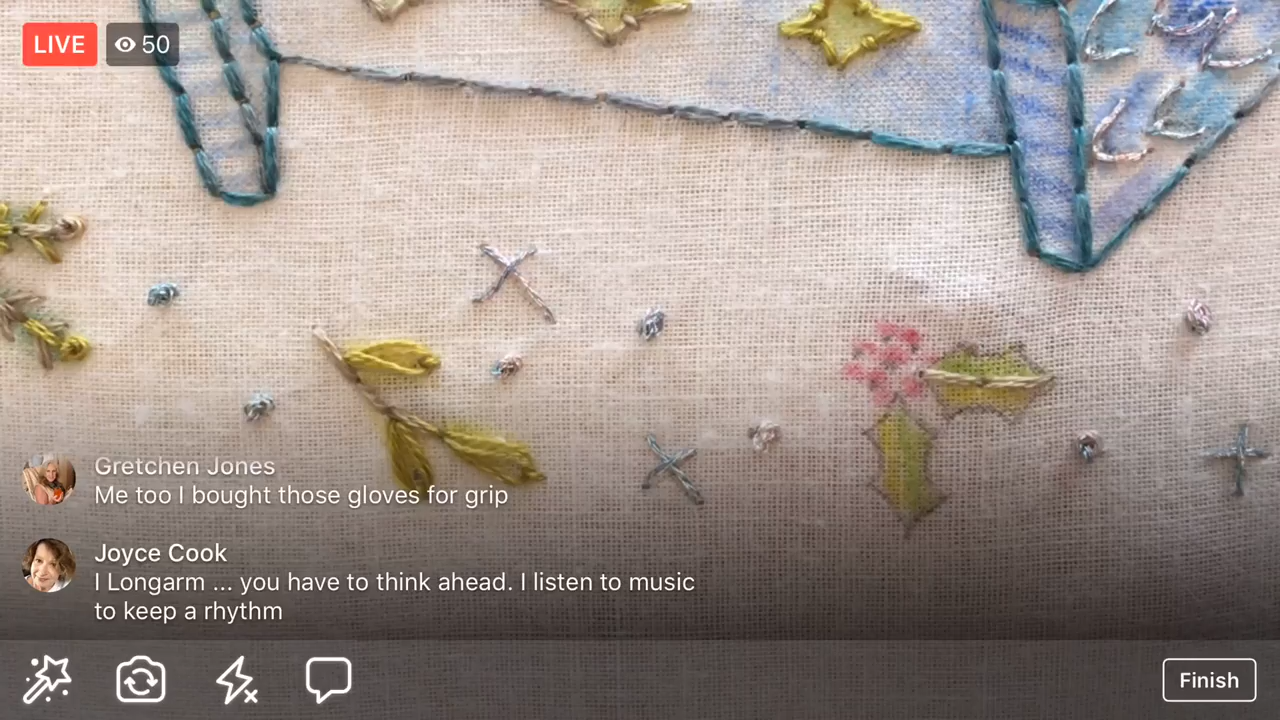 LIVE 50
Gretchen Jones
Me too I bought those gloves for grip
Joyce Cook
I Longarm ... you have to think ahead. I listen to music
to keep a rhythm
Finish